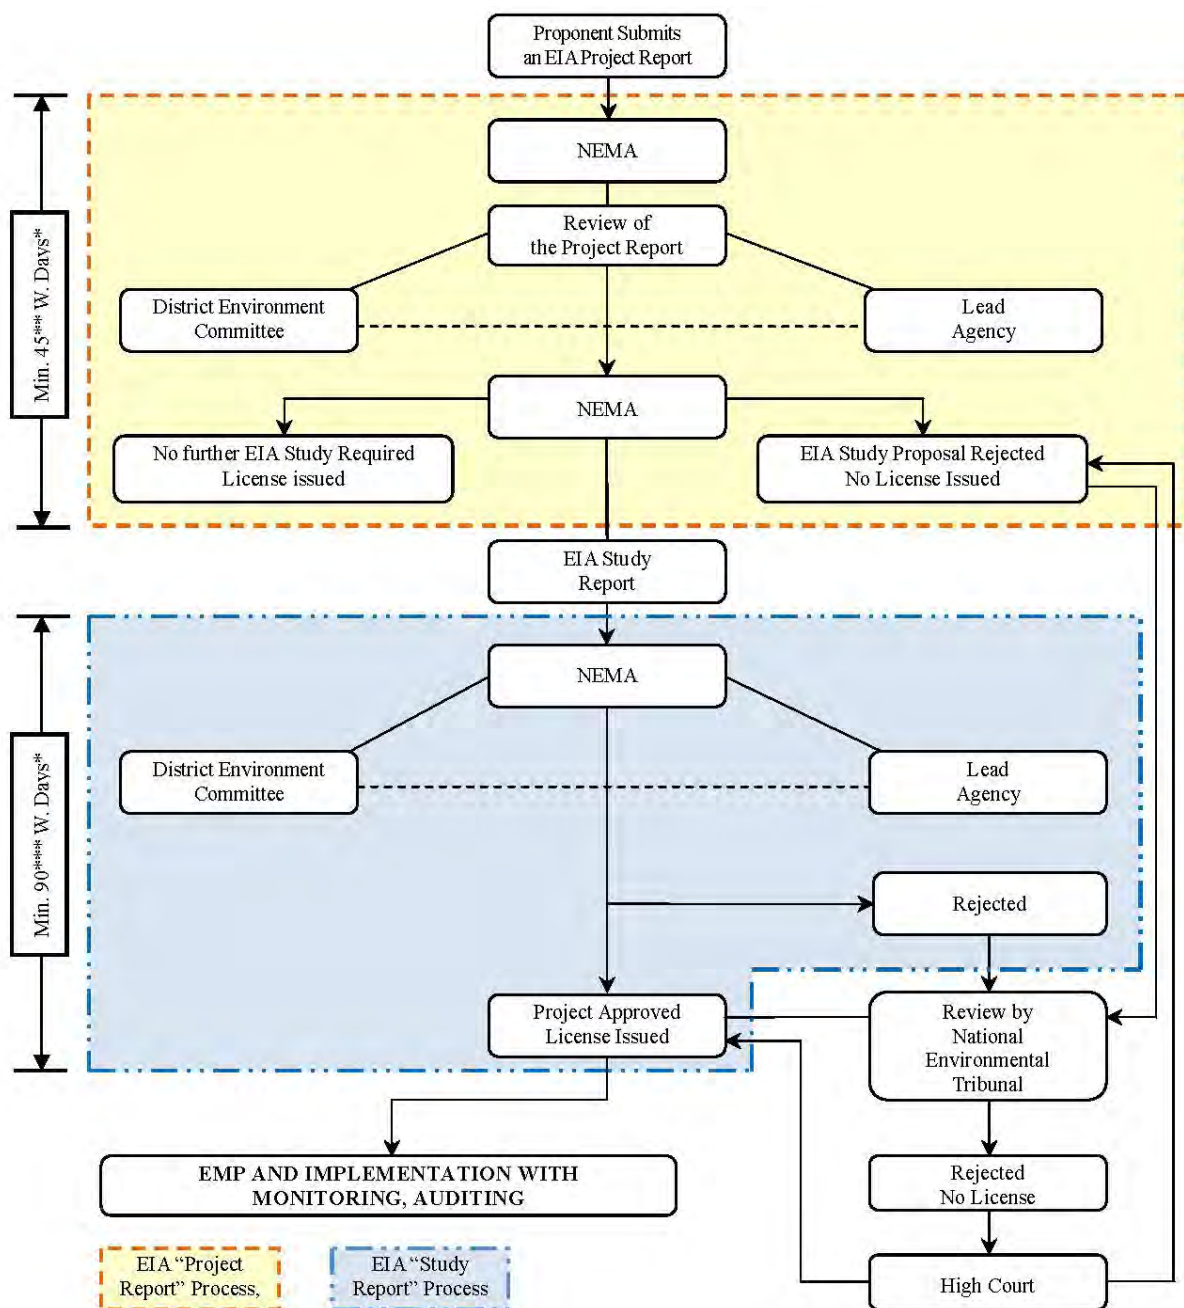 Proponent Submits
an EIA Project Report
NEMA
Min. 45** W. Days*
Review of
the Project Report
District Environment
Committee
Lead
Agency
NEMA
No further EIA Study Required
License issued
EIA Study Proposal Rejected
No License Issued
EIA Study
Report
NEMA
Min. 90*** W. Days*
District Environment
Committee
Lead
Agency
Rejected
Project Approved
License Issued
Review by
National
Environmental
Tribunal
EMP AND IMPLEMENTATION WITH
MONITORING, AUDITING
Rejected
No License
High Court
EIA “Project
Report” Process,
EIA “Study
Report” Process